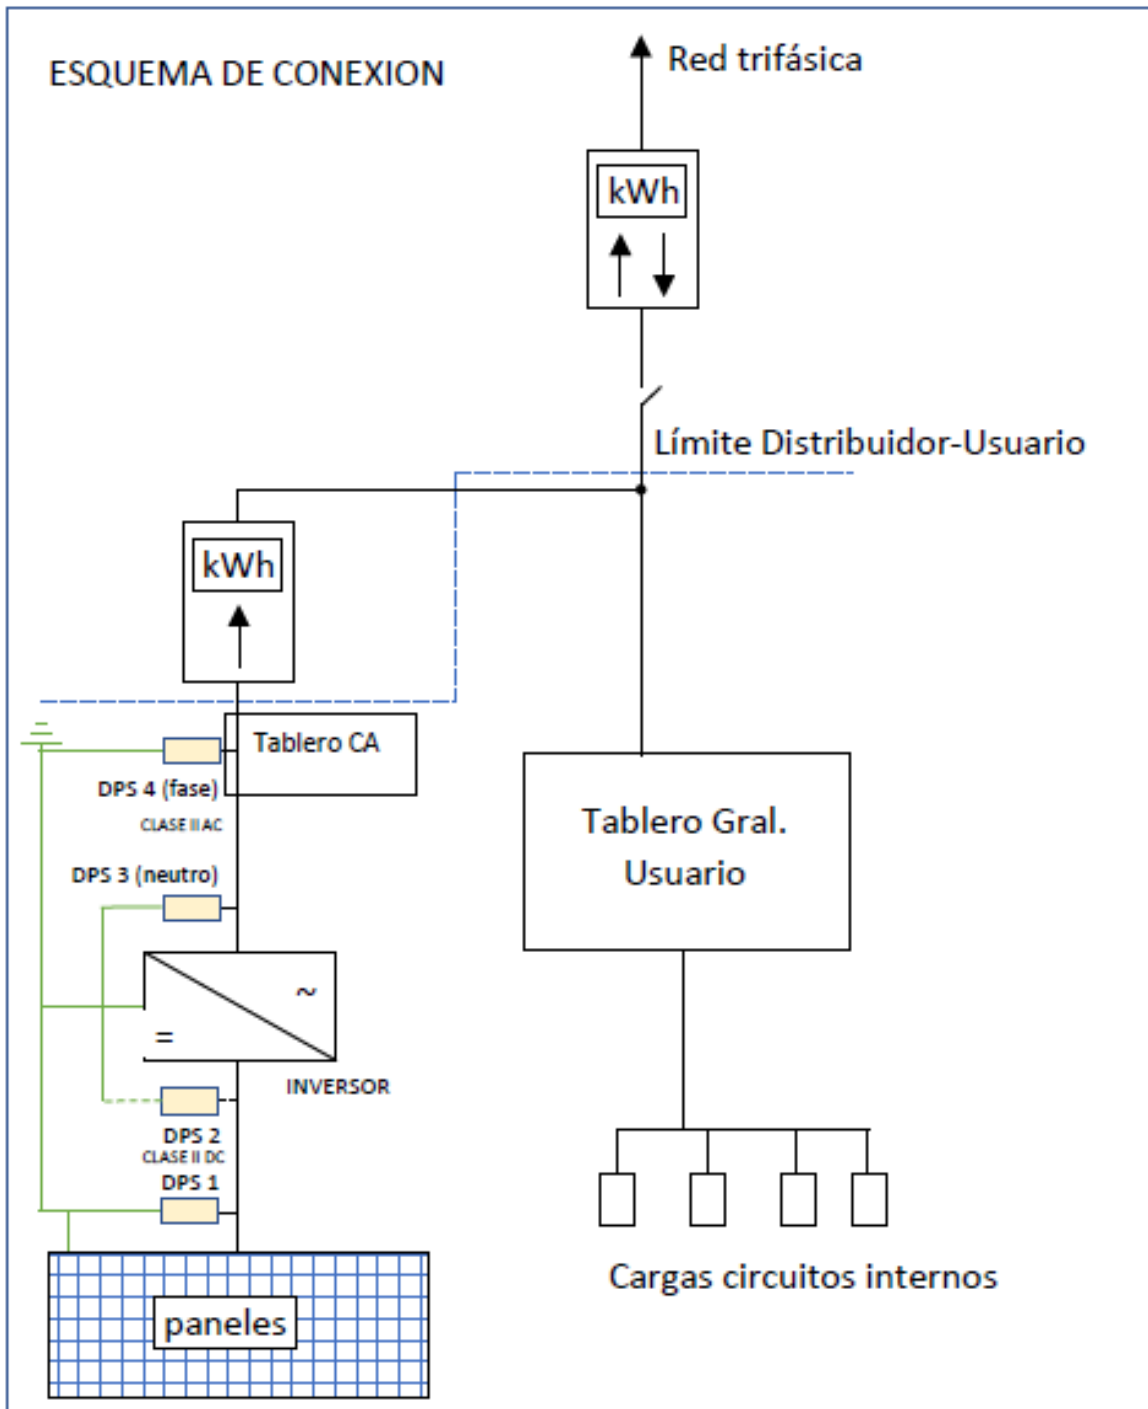 ESQUEMA DE CONEXION
Red trifásica
kWh
Límite Distribuidor-Usuario
kWh
Tablero CA
DPS 4 (fase)
CLASE II AC
DPS 3 (neutro)
Tablero Gral.
Usuario
~
=
INVERSOR
DPS 2
CLASE II DC
DPS 1
Cargas circuitos internos
paneles